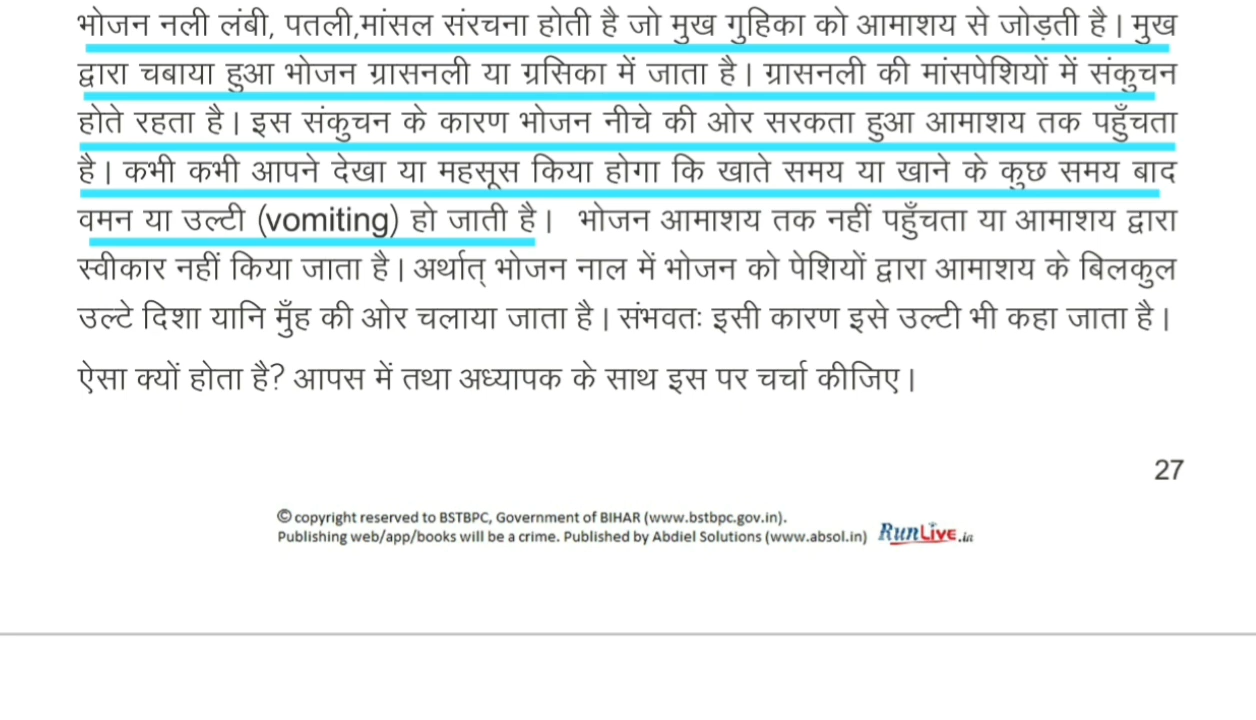 भोजन नली लंबी, पतली,मांसल संरचना होती है जो मुख गुहिका को आमाशय से जोड़ती है। मुख
द्वारा चबाया हुआ भोजन ग्रासनली या ग्रसिका में जाता है। ग्रासनली की मांसपेशियों में संकुचन
होते रहता है। इस संकुचन के कारण भोजन नीचे की ओर सरकता हुआ आमाशय तक पहुँचता
है। कभी कभी आपने देखा या महसूस किया होगा कि खाते समय या खाने के कुछ समय बाद
वमन या उल्टी (vomiting) हो जाती है। भोजन आमाशय तक नहीं पहुँचता या आमाशय द्वारा
स्वीकार नहीं किया जाता है। अर्थात् भोजन नाल में भोजन को पेशियों द्वारा आमाशय के बिलकुल
उल्टे दिशा यानि मुँह की ओर चलाया जाता है। संभवतः इसी कारण इसे उल्टी भी कहा जाता है।
ऐसा क्यों होता है? आपस में तथा अध्यापक के साथ इस पर चर्चा कीजिए।
27
© copyright reserved to BSTBPC, Government of BIHAR (www.bstbpc.gov.in).
Publishing web/app/books will be a crime. Published by Abdiel Solutions (www.absol.in) RunLive.in